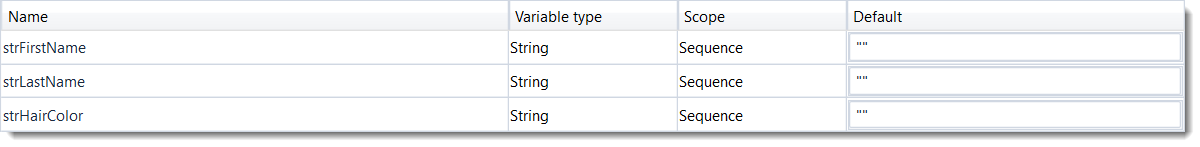 Name Variable type Scope Default
strFirstName String Sequence ""
strLastName String Sequence ""
strHairColor String Sequence ""